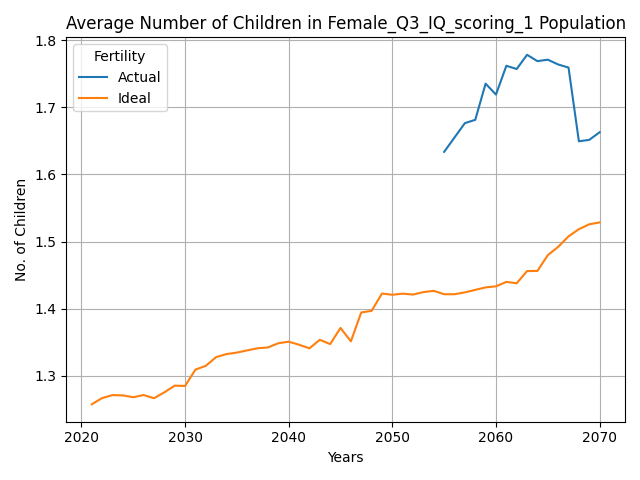 Average Number of Children in Female_Q3_IQ_scoring_1 Population
Fertility
Actual
Ideal
No. of Children
1.8
1.7
1.6
1.5
1.4
1.3
2020 2030 2040 2050 2060 2070
Years